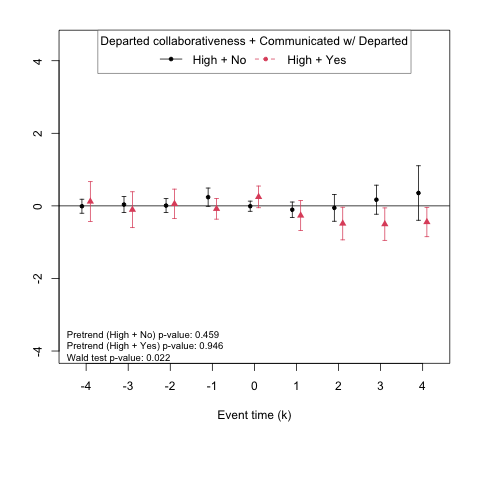 Departed collaborativeness + Communicated w/ Departed
High + No High + Yes
4
2
0
-2
-4
Pretrend (High + No) p-value: 0.459
Pretrend (High + Yes) p-value: 0.946
Wald test p-value: 0.022
-4 -3 -2 -1 0 1 2 3 4
Event time (k)